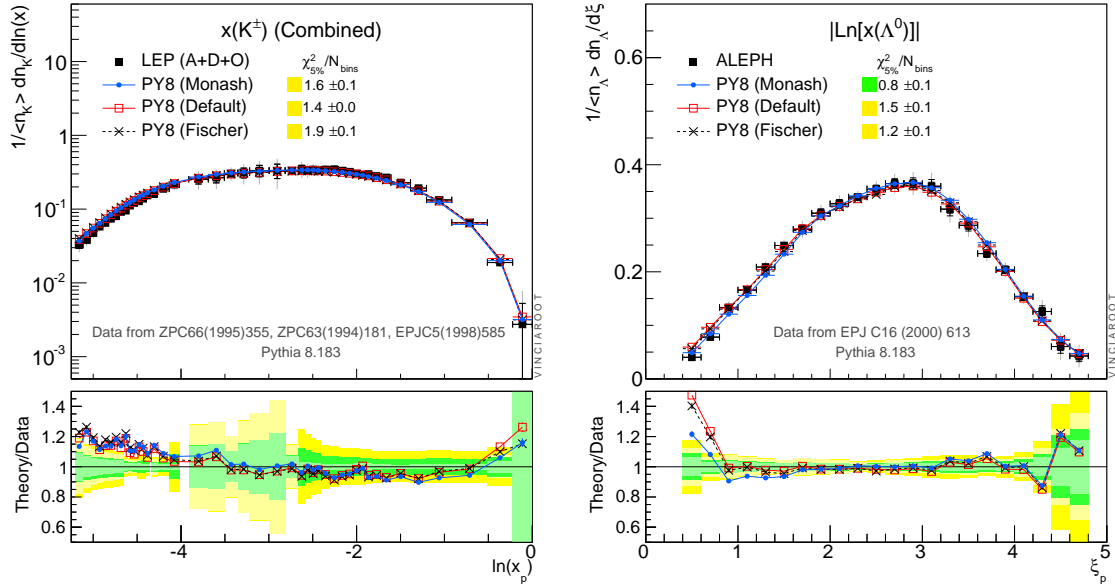 x(K±) (Combined)
1/<n_K> dn_K/dln(x)
LEP (A+D+O)
PY8 (Monash)
PY8 (Default)
PY8 (Fischer)
χ²_5%/N_bins
1.6 ±0.1
1.4 ±0.0
1.9 ±0.1
10
1
10⁻¹
10⁻²
10⁻³
Data from ZPC66(1995)355, ZPC63(1994)181, EPJC5(1998)585
Pythia 8.183
VINCIAROOT
Theory/Data
1.4
1.2
1
0.8
0.6
-4
-2
0
ln(x_p)
|Ln[x(Λ⁰)]|
1/<n_Λ> dn_Λ/dξ
ALEPH
PY8 (Monash)
PY8 (Default)
PY8 (Fischer)
χ²_5%/N_bins
0.8 ±0.1
1.5 ±0.1
1.2 ±0.1
0.6
0.4
0.2
0
Data from EPJ C16 (2000) 613
Pythia 8.183
VINCIAROOT
Theory/Data
1.4
1.2
1
0.8
0.6
0
1
2
3
4
5
ξ_p